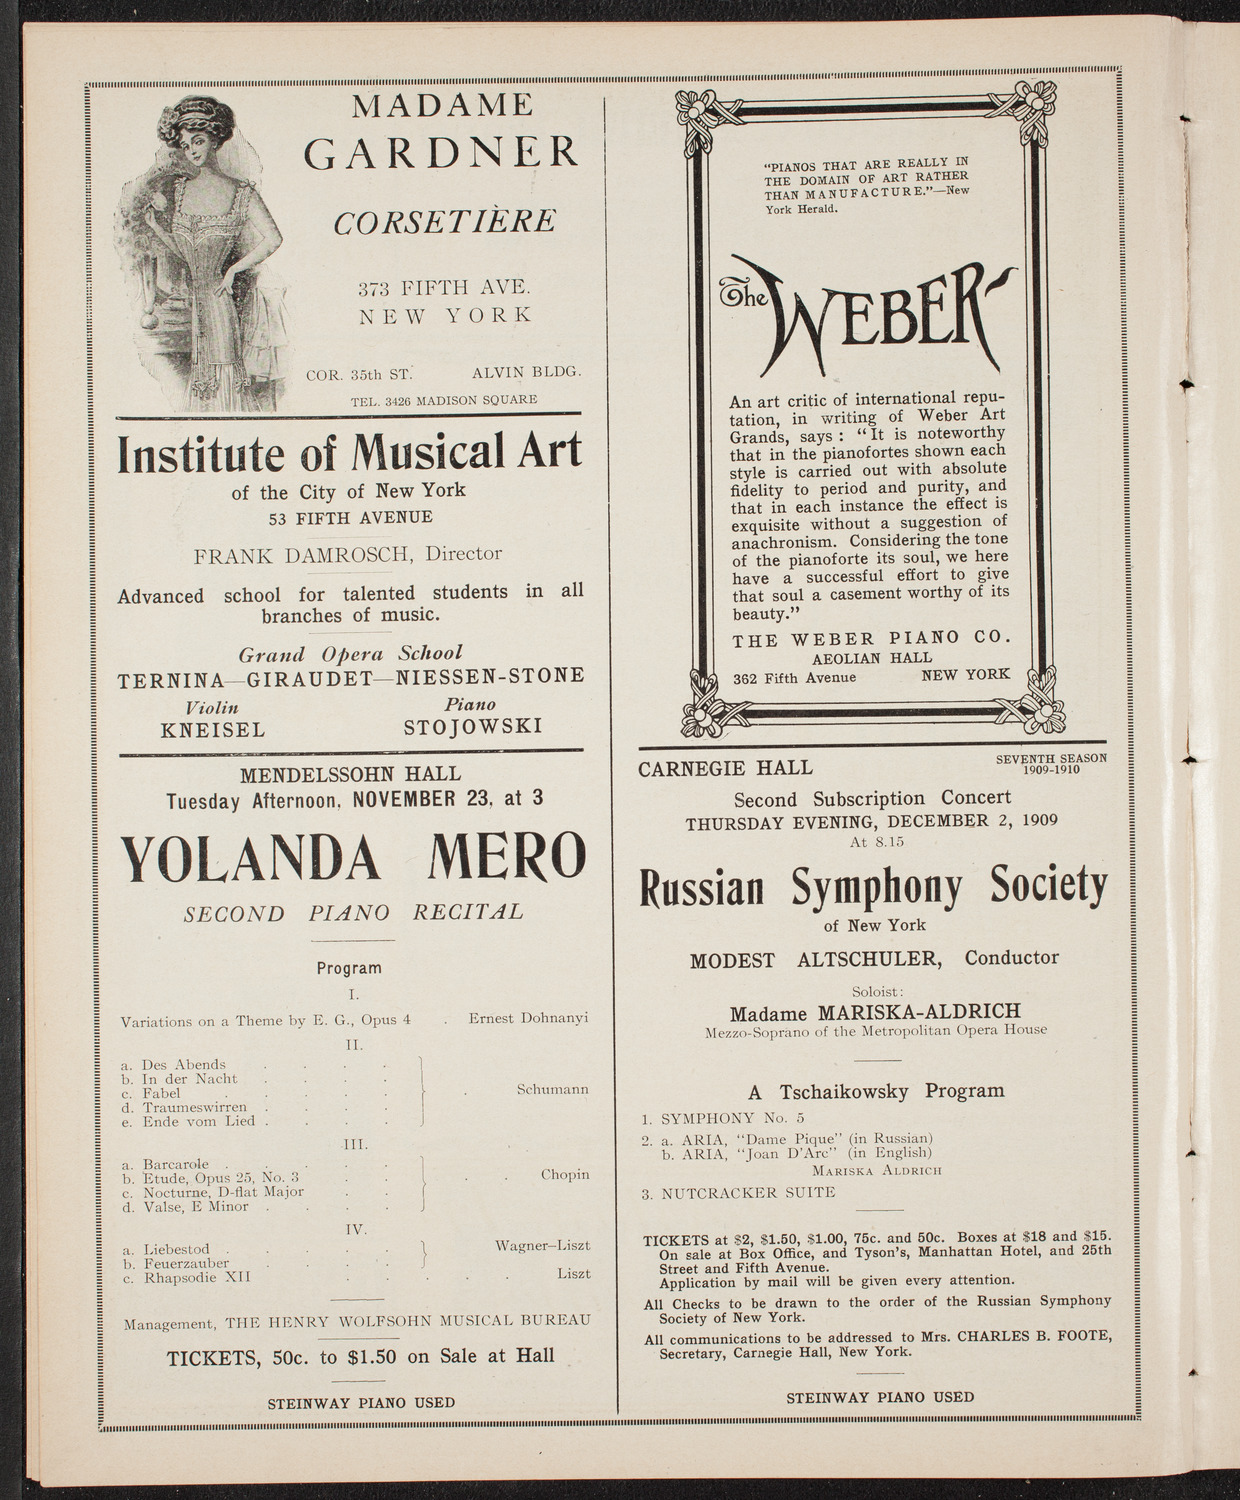 MADAME
GARDNER
CORSETIÈRE
373 FIFTH AVE.
NEW YORK
COR. 35th ST. ALVIN BLDG.
TEL. 3426 MADISON SQUARE
Institute of Musical Art
of the City of New York
53 FIFTH AVENUE
FRANK DAMROSCH, Director
Advanced school for talented students in all
branches of music.
Grand Opera School
TERNINA—GIRAUDET—NIESSEN-STONE
Violin Piano
KNEISEL STOJOWSKI
MENDELSSOHN HALL
Tuesday Afternoon, NOVEMBER 23, at 3
YOLANDA MERO
SECOND PIANO RECITAL
Program
I.
Variations on a Theme by E. G., Opus 4 . Ernest Dohnanyi
II.
a. Des Abends . . . .
b. In der Nacht . . . .
c. Fabel . . . . . . Schumann
d. Traumeswirren . . . .
e. Ende vom Lied . . . .
III.
a. Barcarole . . . . .
b. Etude, Opus 25, No. 3 . . . . Chopin
c. Nocturne, D-flat Major . .
d. Valse, E Minor . . . .
IV.
a. Liebestod . . . . . Wagner—Liszt
b. Feuerzauber . . . .
c. Rhapsodie XII . . . . . Liszt
Management, THE HENRY WOLFSOHN MUSICAL BUREAU
TICKETS, 50c. to $1.50 on Sale at Hall
STEINWAY PIANO USED
"PIANOS THAT ARE REALLY IN
THE DOMAIN OF ART RATHER
THAN MANUFACTURE."—New
York Herald.
The WEBER
An art critic of international repu-
tation, in writing of Weber Art
Grands, says: "It is noteworthy
that in the pianofortes shown each
style is carried out with absolute
fidelity to period and purity, and
that in each instance the effect is
exquisite without a suggestion of
anachronism. Considering the tone
of the pianoforte its soul, we here
have a successful effort to give
that soul a casement worthy of its
beauty."
THE WEBER PIANO CO.
AEOLIAN HALL
362 Fifth Avenue NEW YORK
CARNEGIE HALL SEVENTH SEASON
1909-1910
Second Subscription Concert
THURSDAY EVENING, DECEMBER 2, 1909
At 8.15
Russian Symphony Society
of New York
MODEST ALTSCHULER, Conductor
Soloist:
Madame MARISKA-ALDRICH
Mezzo-Soprano of the Metropolitan Opera House
A Tschaikowsky Program
1. SYMPHONY No. 5
2. a. ARIA, "Dame Pique" (in Russian)
b. ARIA, "Joan D'Arc" (in English)
MARISKA ALDRICH
3. NUTCRACKER SUITE
TICKETS at $2, $1.50, $1.00, 75c. and 50c. Boxes at $18 and $15.
On sale at Box Office, and Tyson's, Manhattan Hotel, and 25th
Street and Fifth Avenue.
Application by mail will be given every attention.
All Checks to be drawn to the order of the Russian Symphony
Society of New York.
All communications to be addressed to Mrs. CHARLES B. FOOTE,
Secretary, Carnegie Hall, New York.
STEINWAY PIANO USED